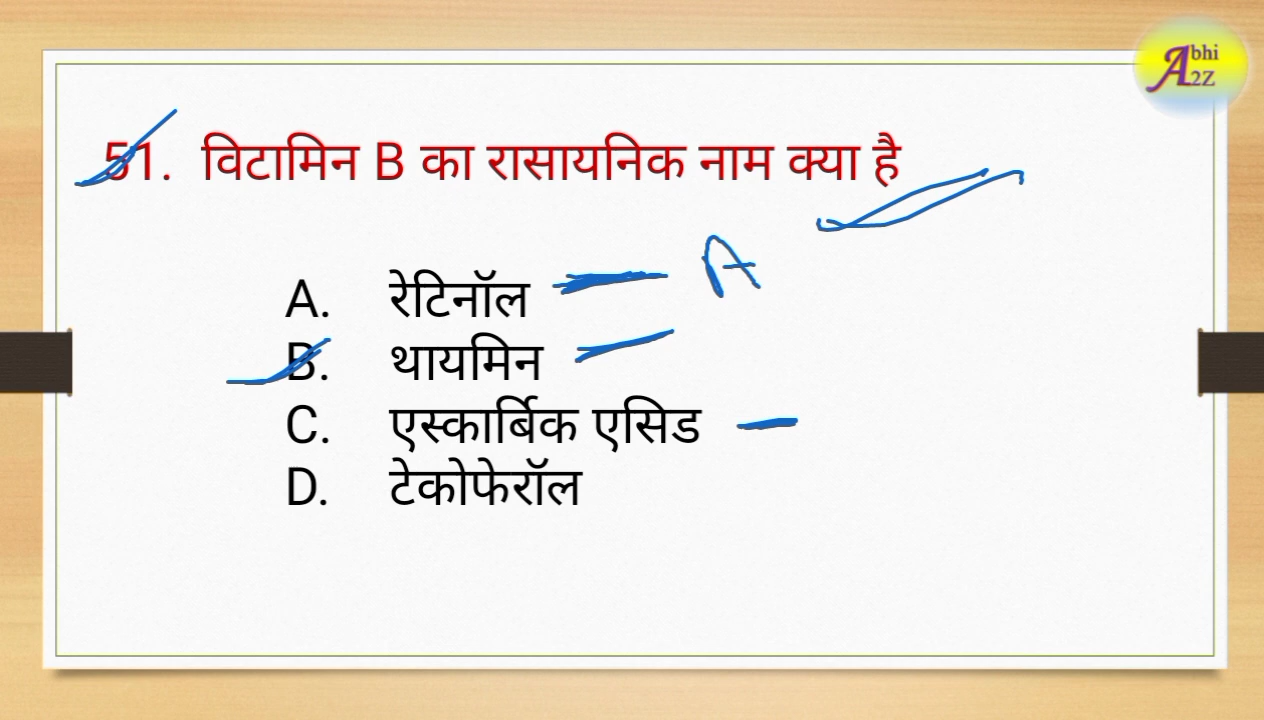 Abhi
A2Z
51. विटामिन B का रासायनिक नाम क्या है
A. रेटिनॉल A
B. थायमिन
C. एस्कार्बिक एसिड
D. टेकोफेरॉल